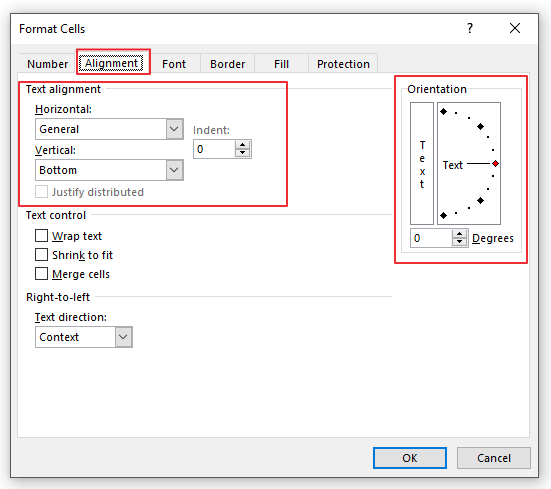 Format Cells
?
Number Alignment Font Border Fill Protection
Text alignment
Horizontal:
General
Indent:
0
Vertical:
Bottom
Justify distributed
Text control
Wrap text
Shrink to fit
Merge cells
Right-to-left
Text direction:
Context
Orientation
Text
Text
0 Degrees
OK Cancel